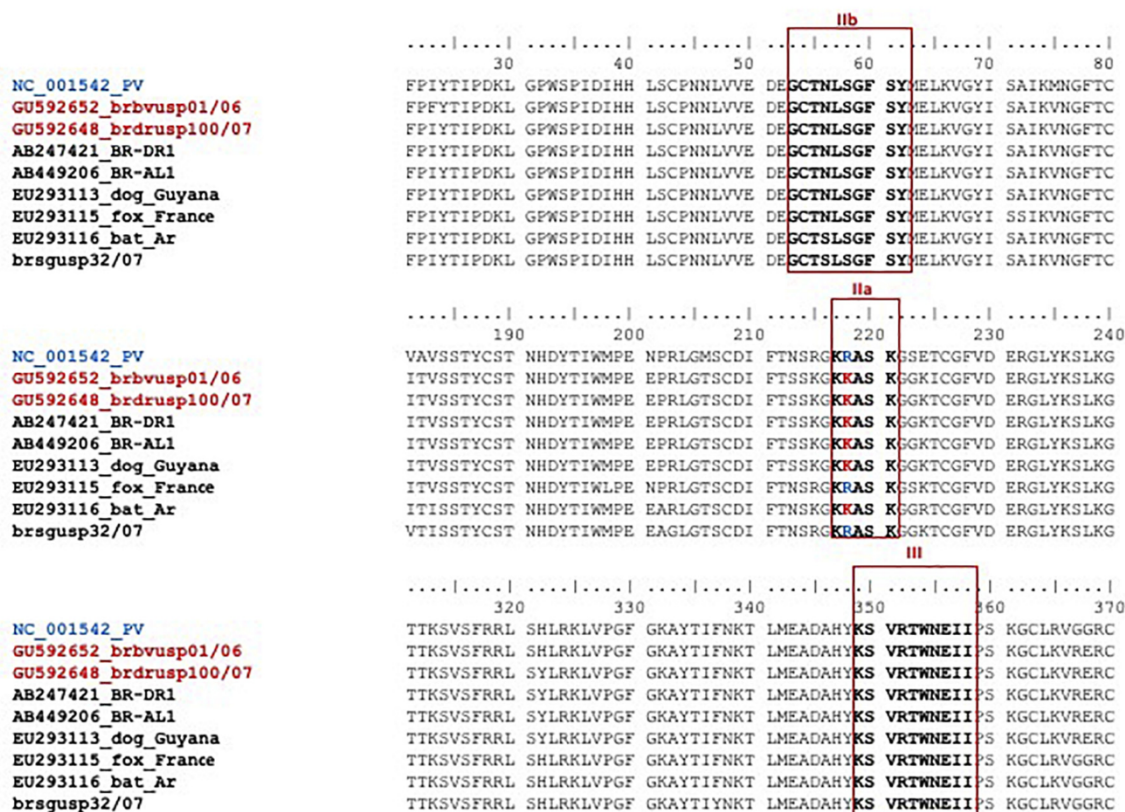 IIb
....|....|....|....|....|....|....|....|....|....|....|....|
30 40 50 60 70 80
NC_001542_PV FPIYTIPDKL GPWSPIDIHH LSCPNNLVVE DEGCTNLSGF SYMELKVGYI SAIKMNGFTC
GU592652_brbvusp01/06 FPFYTIPDKL GPWSPIDIHH LSCPNNLVVE DEGCTNLSGF SYMELKVGYI SAIKVNGFTC
GU592648_brdrusp100/07 FPIYTIPDKL GPWSPIDIHH LSCPNNLVVE DEGCTNLSGF SYMELKVGYI SAIKVNGFTC
AB247421_BR-DR1 FPIYTIPDKL GPWSPIDIHH LSCPNNLVVE DEGCTNLSGF SYMELKVGYI SAIKVNGFTC
AB449206_BR-AL1 FPIYTIPDKL GPWSPIDIHH LSCPNNLVVE DEGCTNLSGF SYMELKVGYI SAIKVNGFTC
EU293113_dog_Guyana FPIYTIPDKL GPWSPIDIHH LSCPNNLVVE DEGCTNLSGF SYMELKVGYI SAIKVNGFTC
EU293115_fox_France FPIYTIPDKL GPWSPIDIHH LSCPNNLVVE DEGCTNLSGF SYMELKVGYI SSIKVNGFTC
EU293116_bat_Ar FPIYTIPDKL GPWSPIDIHH LSCPNNLVVE DEGCTSLSGF SYMELKVGYI SAIKVNGFTC
brsgusp32/07 FPIYTIPDKL GPWSPIDIHH LSCPNNLVVE DEGCTSLSGF SYMELKVGYI SAIKVNGFTC
IIa
....|....|....|....|....|....|....|....|....|....|....|....|
190 200 210 220 230 240
NC_001542_PV VAVSSTYCST NHDYTIWMPE NPRLGMSCDI FTNSRGKRAS KGSETCGFVD ERGLYKSLKG
GU592652_brbvusp01/06 ITVSSTYCST NHDYTIWMPE EPRLGTSCDI FTSSKGKKAS KGGKICGFVD ERGLYKSLKG
GU592648_brdrusp100/07 ITVSSTYCST NHDYTIWMPE EPRLGTSCDI FTSSKGKKAS KGGKTCGFVD ERGLYKSLKG
AB247421_BR-DR1 ITVSSTYCST NHDYTIWMPE EPRLGTSCDI FTSSKGKKAS KGGKTCGFVD ERGLYKSLKG
AB449206_BR-AL1 ITVSSTYCST NHDYTIWMPE EPRLGTSCDI FTSSKGKKAS KGGKTCGFVD ERGLYKSLKG
EU293113_dog_Guyana ITVSSTYCST NHDYTIWMPE EPRLGTSCDI FTSSRGKKAS KGGKTCGFVD ERGLYKSLKG
EU293115_fox_France ITVSSTYCST NHDYTIWLPE NPRLGTSCDI FTNSRGKRAS KGSKTCGFVD ERGLYKSLKG
EU293116_bat_Ar ITISSTYCST NHDYTIWMPE EARLGTSCDI FTNSRGKKAS KGGRTCGFVD ERGLYKSLKG
brsgusp32/07 VTISSTYCST NHDYTIWMPE EAGLGTSCDI FTNSRGKRAS KGGKTCGFVD ERGLYKSLKG
III
....|....|....|....|....|....|....|....|....|....|....|....|
320 330 340 350 360 370
NC_001542_PV TTKSVSFRRL SHLRKLVPGF GKAYTIFNKT LMEADAHYKS VRTWNEIIPS KGCLRVGGRC
GU592652_brbvusp01/06 TTKSVSFRRL SYLRKLVPGF GKAYTIFNKT LMEADAHYKS VRTWNEIIPS KGCLKVRERC
GU592648_brdrusp100/07 TTKSVSFRRL SYLRKLVPGF GKAYTIFNKT LMEADAHYKS VRTWNEIIPS KGCLKVRERC
AB247421_BR-DR1 TTKSVSFRRL SYLRKLVPGF GKAYTIFNKT LMEADAHYKS VRTWNEIIPS KGCLKVRERC
AB449206_BR-AL1 TTKSVSFRRL SYLRKLVPGF GKAYTIFNKT LMEADAHYKS VRTWNEIIPS KGCLKVRERC
EU293113_dog_Guyana TTKSVSFRRL SYLRKLVPGF GKAYTIFNKT LMEADAHYKS VRTWNEIIPS KGCLKVRERC
EU293115_fox_France TTKSVSFRRL SHLRKLVPGF GKAYTIFNKT LMEADAHYKS VRTWNEIIPS KGCLKVGGRC
EU293116_bat_Ar TTKSVSFRRL SHLRKLVPGF GKAYTIFNKT LMEADAHYKS VRTWNEIIPS KGCLKVGERC
brsgusp32/07 TTKSVSFRRL SHLRKLVPGF GKAYTIFNKT LMEADAHYKS VRTWNEIIPS KGCLKVGERC